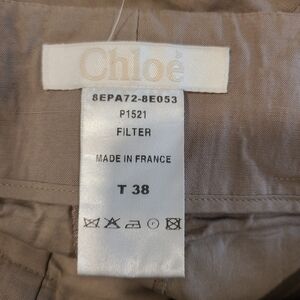 Chloé
8EPA72-8E053
P1521
FILTER
MADE IN FRANCE
T 38